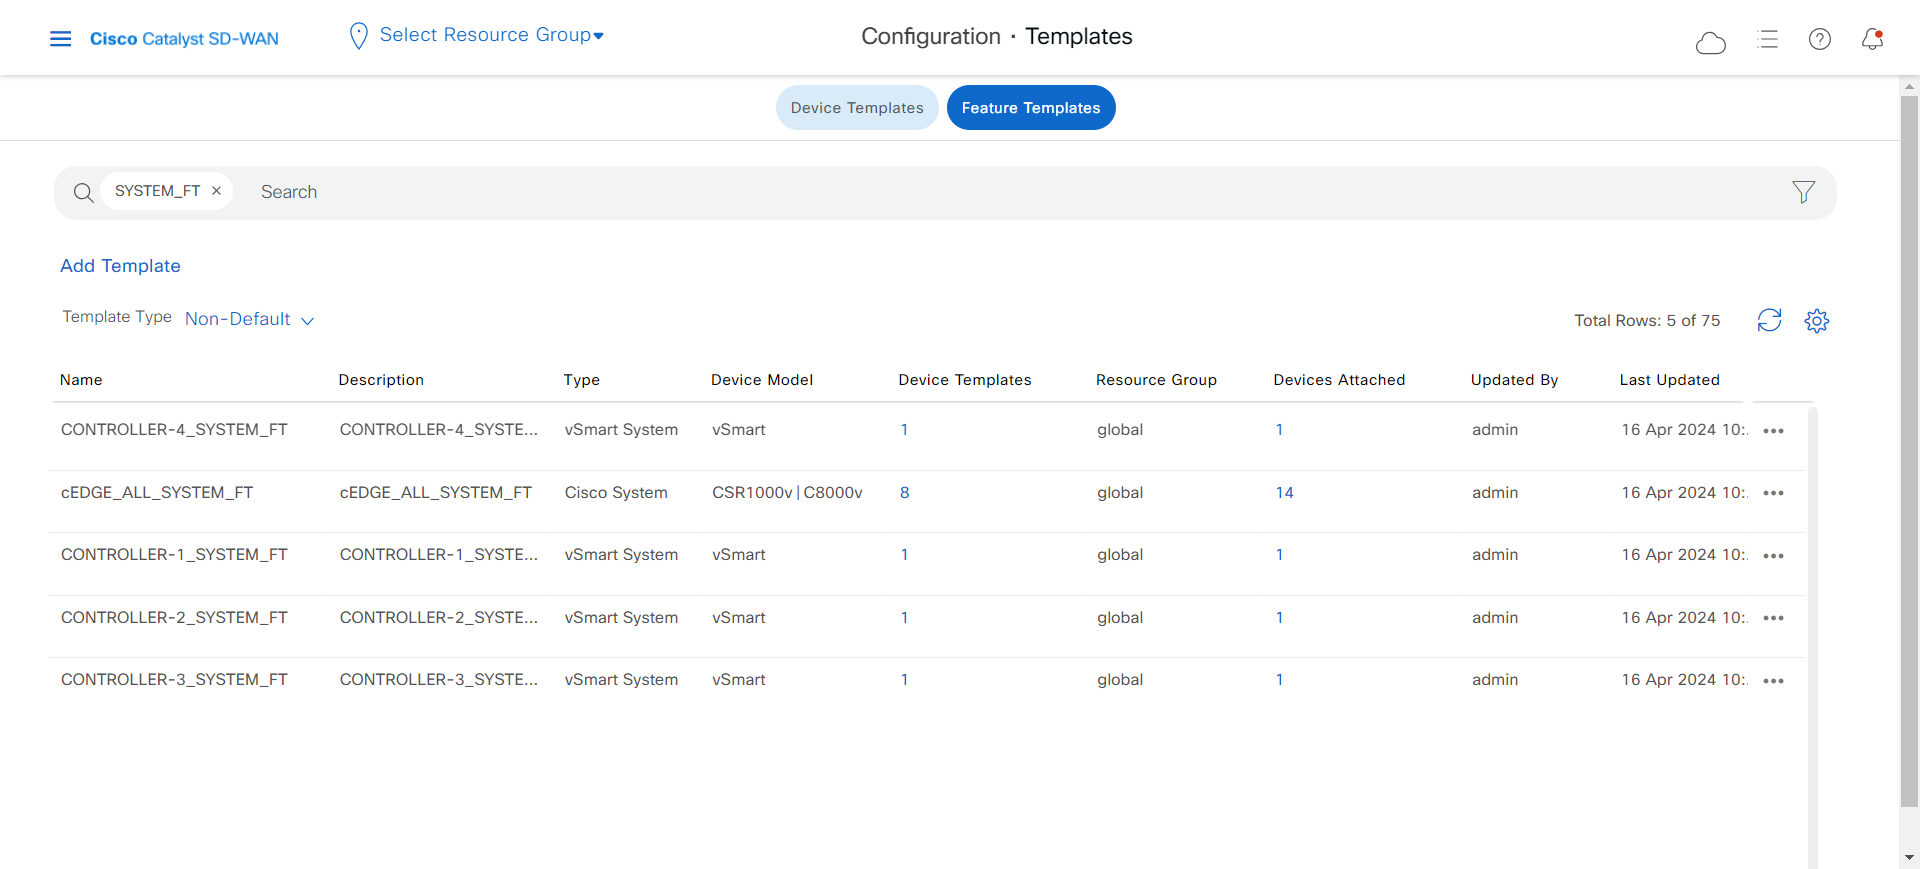 Cisco Catalyst SD-WAN
Select Resource Group
Configuration · Templates
Device Templates
Feature Templates
SYSTEM_FT ×
Search
Add Template
Template Type Non-Default
Total Rows: 5 of 75
Name Description Type Device Model Device Templates Resource Group Devices Attached Updated By Last Updated
CONTROLLER-4_SYSTEM_FT CONTROLLER-4_SYSTE... vSmart System vSmart 1 global 1 admin 16 Apr 2024 10:. •••
cEDGE_ALL_SYSTEM_FT cEDGE_ALL_SYSTEM_FT Cisco System CSR1000v | C8000v 8 global 14 admin 16 Apr 2024 10:. •••
CONTROLLER-1_SYSTEM_FT CONTROLLER-1_SYSTE... vSmart System vSmart 1 global 1 admin 16 Apr 2024 10:. •••
CONTROLLER-2_SYSTEM_FT CONTROLLER-2_SYSTE... vSmart System vSmart 1 global 1 admin 16 Apr 2024 10:. •••
CONTROLLER-3_SYSTEM_FT CONTROLLER-3_SYSTE... vSmart System vSmart 1 global 1 admin 16 Apr 2024 10:. •••